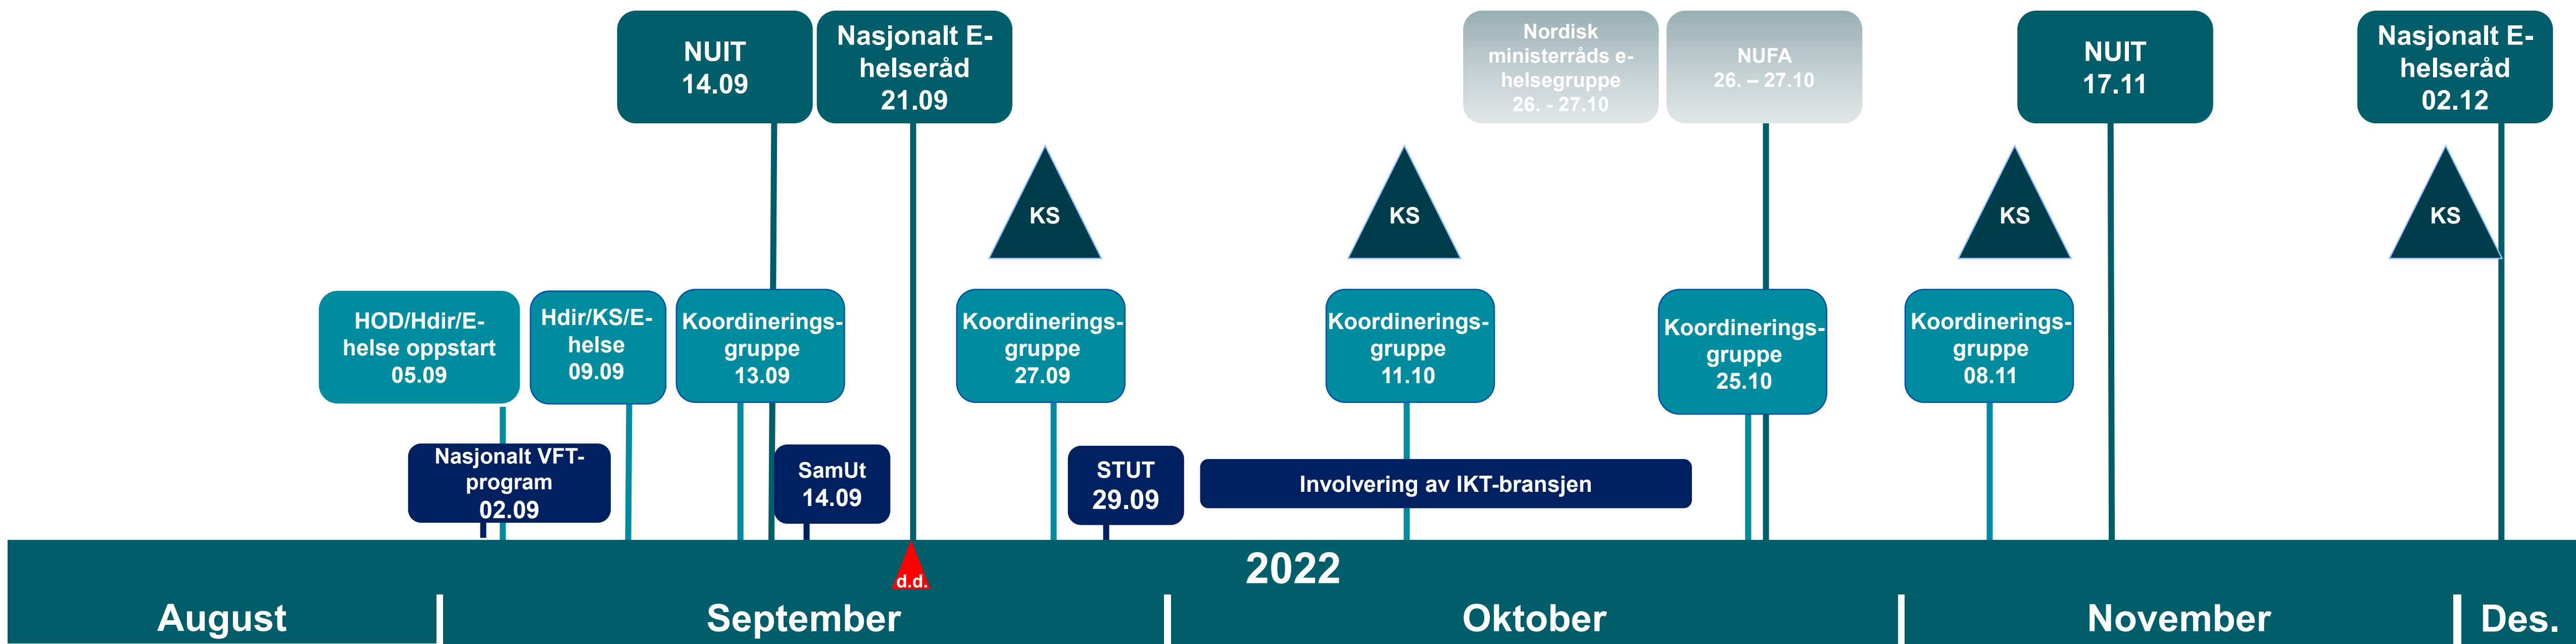 NUIT
14.09
Nasjonalt E-
helseråd
21.09
Nordisk
ministerråds e-
helsegruppe
26. - 27.10
NUFA
26. – 27.10
NUIT
17.11
Nasjonalt E-
helseråd
02.12
KS
KS
KS
KS
HOD/Hdir/E-
helse oppstart
05.09
Hdir/KS/E-
helse
09.09
Koordinerings-
gruppe
13.09
Koordinerings-
gruppe
27.09
Koordinerings-
gruppe
11.10
Koordinerings-
gruppe
25.10
Koordinerings-
gruppe
08.11
Nasjonalt VFT-
program
02.09
SamUt
14.09
STUT
29.09
Involvering av IKT-bransjen
d.d.
2022
August
September
Oktober
November
Des.